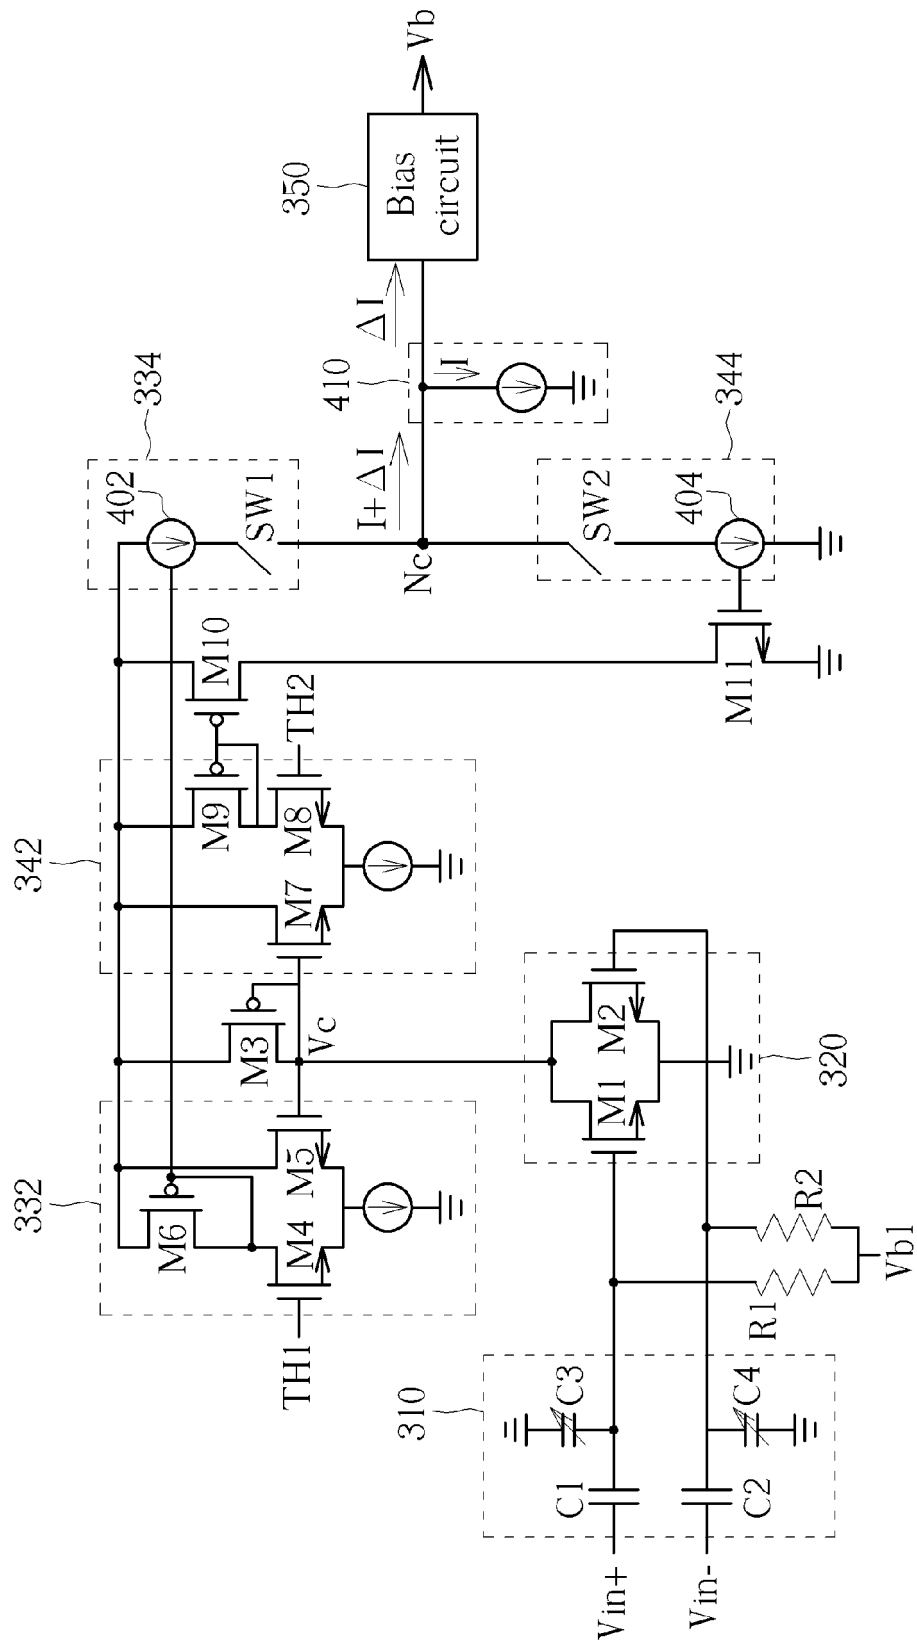 332
342
334
402
SW1
M6
M4
M5
TH1
M3
Vc
M7
M8
M9
M10
TH2
Nc
I+ΔI
410
I
ΔI
350
Bias
circuit
Vb
SW2
344
404
M11
310
C3
C1
C2
C4
Vin+
Vin-
R1
R2
Vb1
M1
M2
320